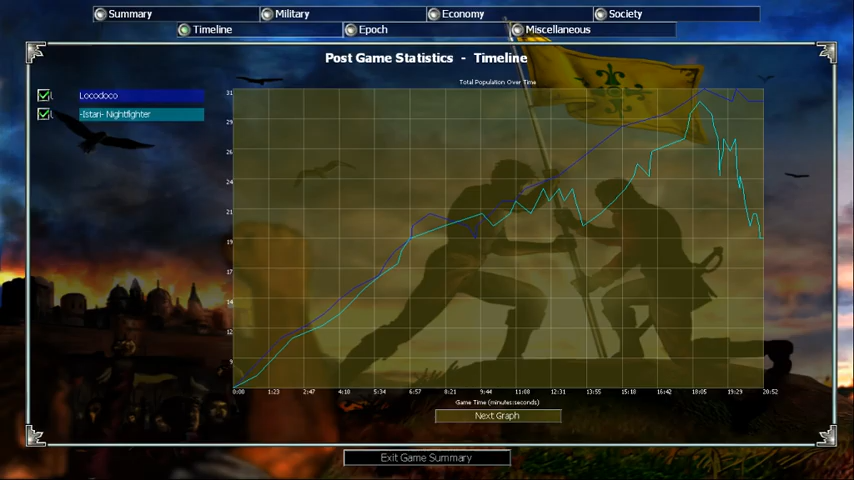 Summary
Military
Economy
Society
Timeline
Epoch
Miscellaneous
Post Game Statistics - Timeline
Locodoco
-Istari- Nightfighter
Total Population Over Time
31
29
26
24
21
19
17
14
12
9
0:00 1:23 2:47 4:10 5:34 6:57 8:21 9:44 11:08 12:31 13:55 15:18 16:42 18:05 19:29 20:52
Game Time (minutes:seconds)
Next Graph
Exit Game Summary